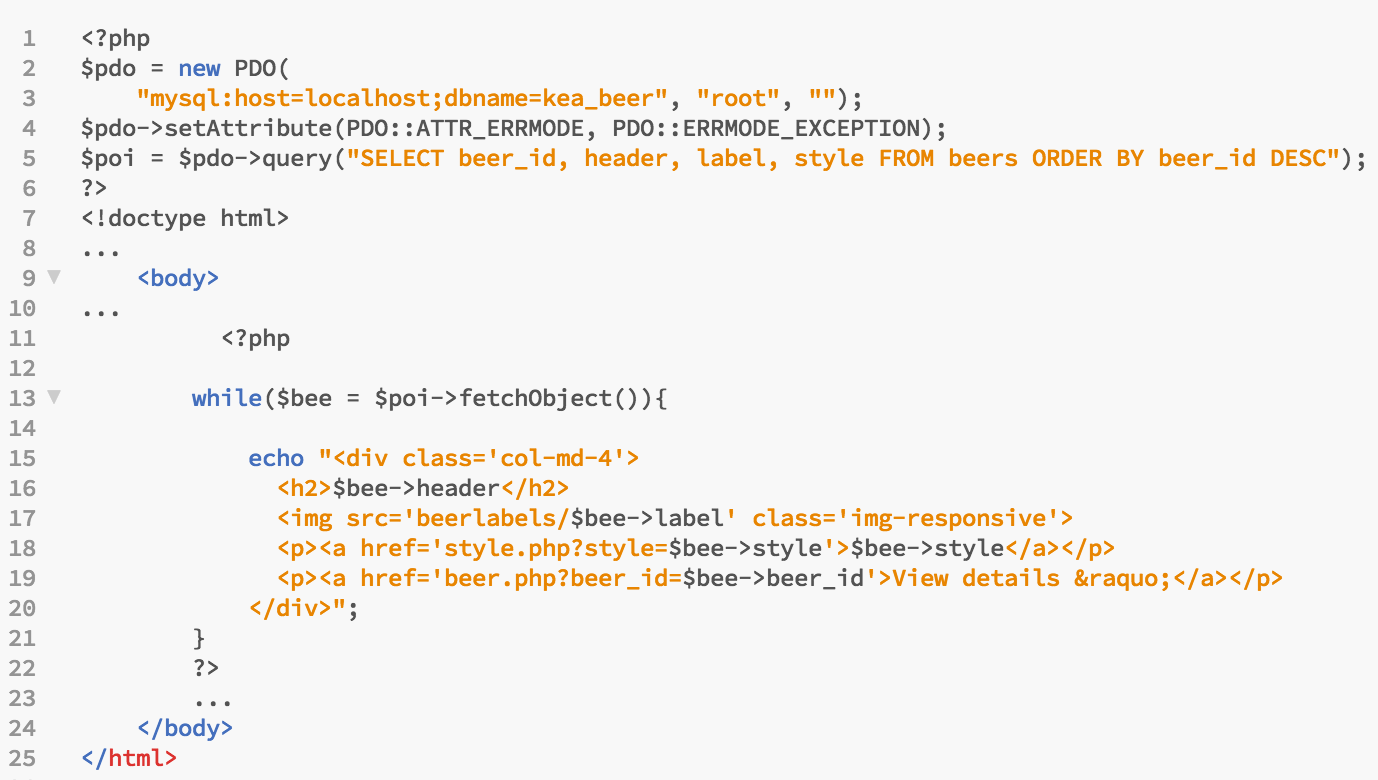 1 <?php
2 $pdo = new PDO(
3 "mysql:host=localhost;dbname=kea_beer", "root", "");
4 $pdo->setAttribute(PDO::ATTR_ERRMODE, PDO::ERRMODE_EXCEPTION);
5 $poi = $pdo->query("SELECT beer_id, header, label, style FROM beers ORDER BY beer_id DESC");
6 ?>
7 <!doctype html>
8 ...
9 <body>
10 ...
11 <?php
12
13 while($bee = $poi->fetchObject()){
14
15 echo "<div class='col-md-4'>
16 <h2>$bee->header</h2>
17 <img src='beerlabels/$bee->label' class='img-responsive'>
18 <p><a href='style.php?style=$bee->style'>$bee->style</a></p>
19 <p><a href='beer.php?beer_id=$bee->beer_id'>View details &raquo;</a></p>
20 </div>";
21 }
22 ?>
23 ...
24 </body>
25 </html>